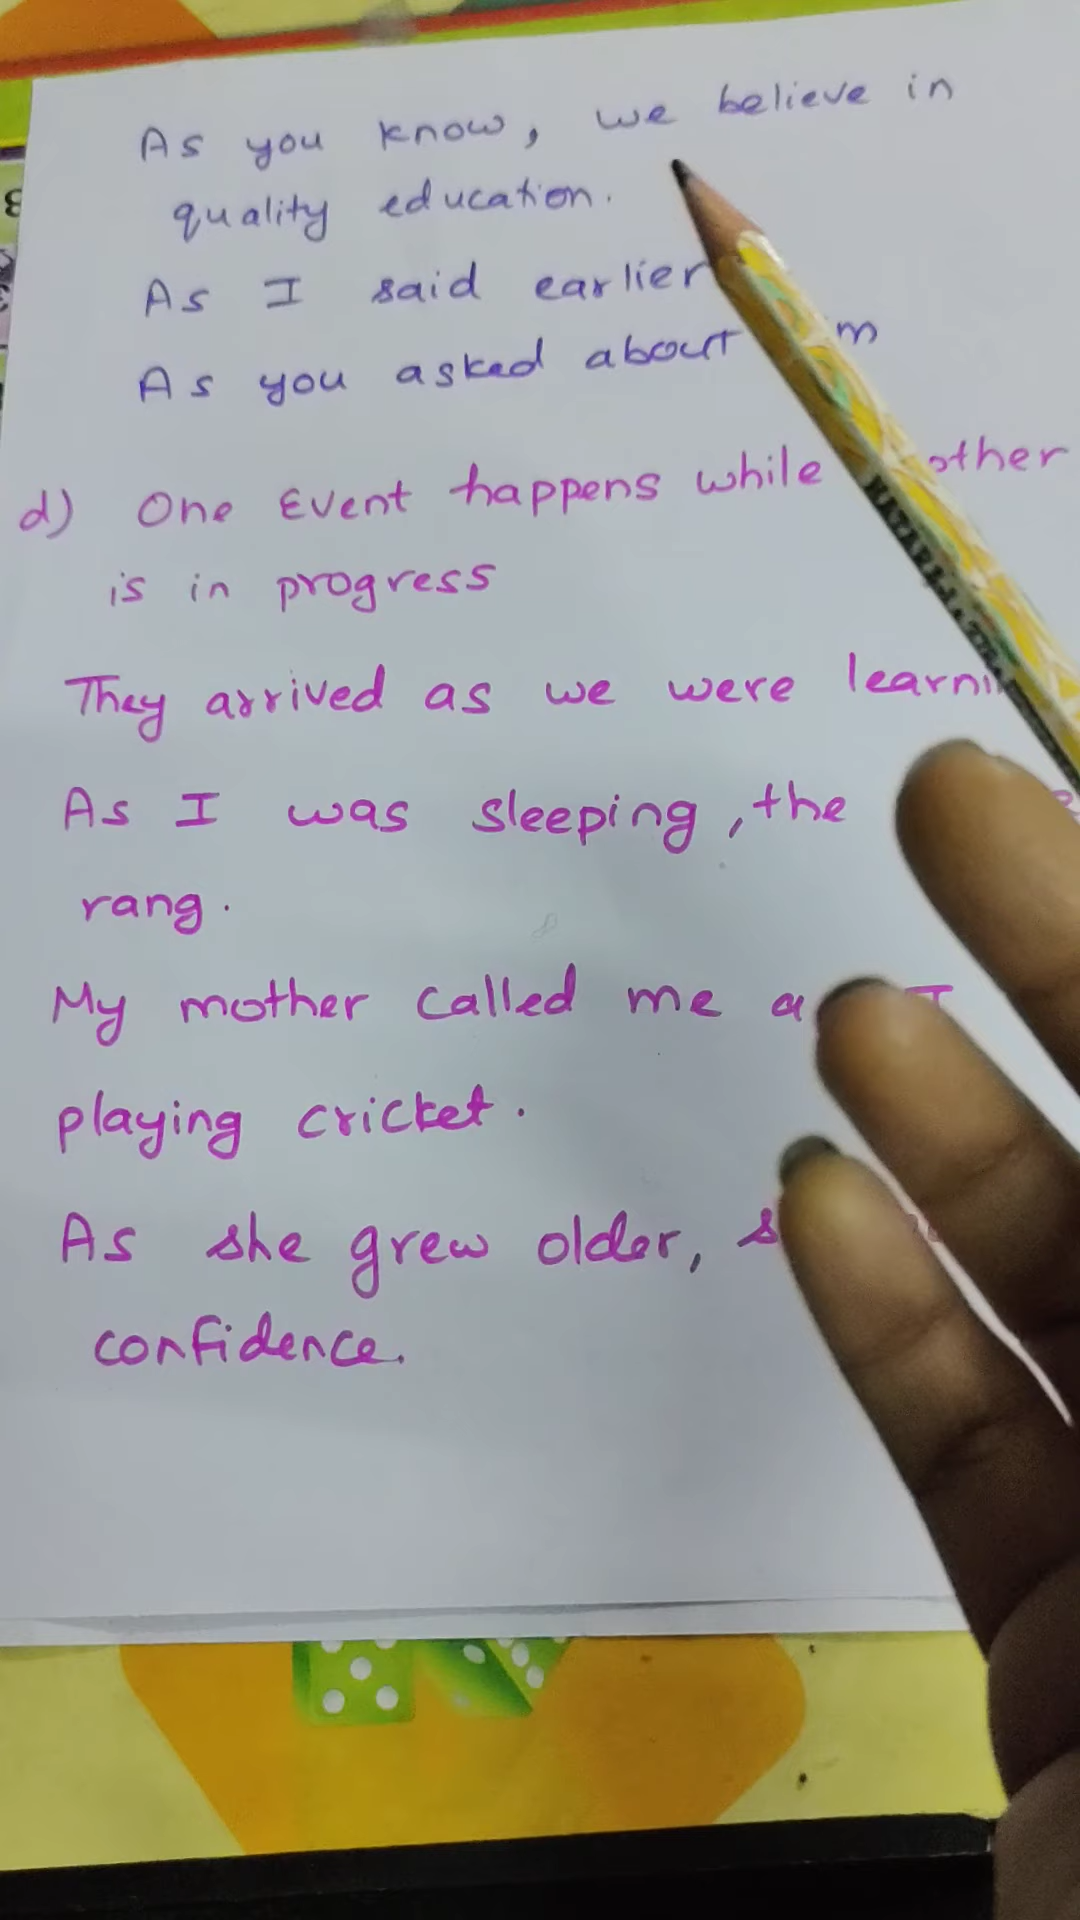 As you know, we believe in
quality education.
As I said earlier
As you asked about
d) One Event happens while
is in progress
They arrived as we were
As I was sleeping, the
rang.
My mother called me I
playing cricket.
As she grew older,
confidence.